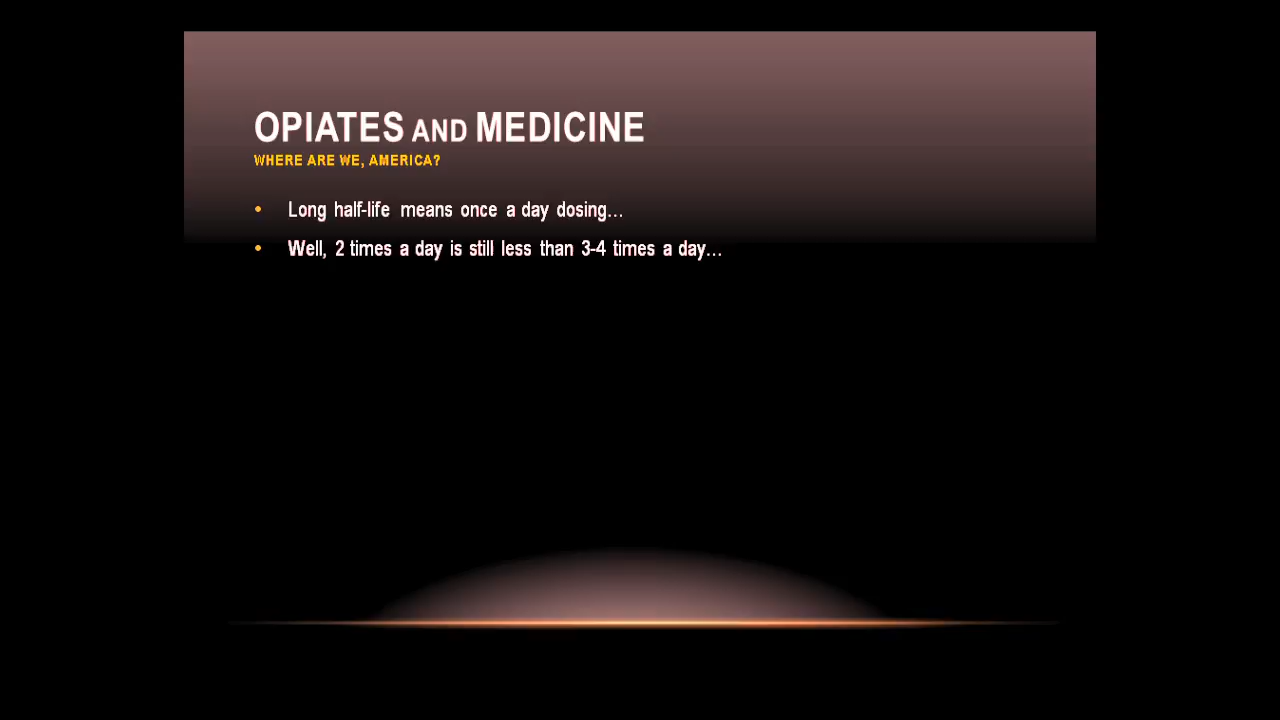 OPIATES AND MEDICINE
WHERE ARE WE, AMERICA?
• Long half-life means once a day dosing…
• Well, 2 times a day is still less than 3-4 times a day…